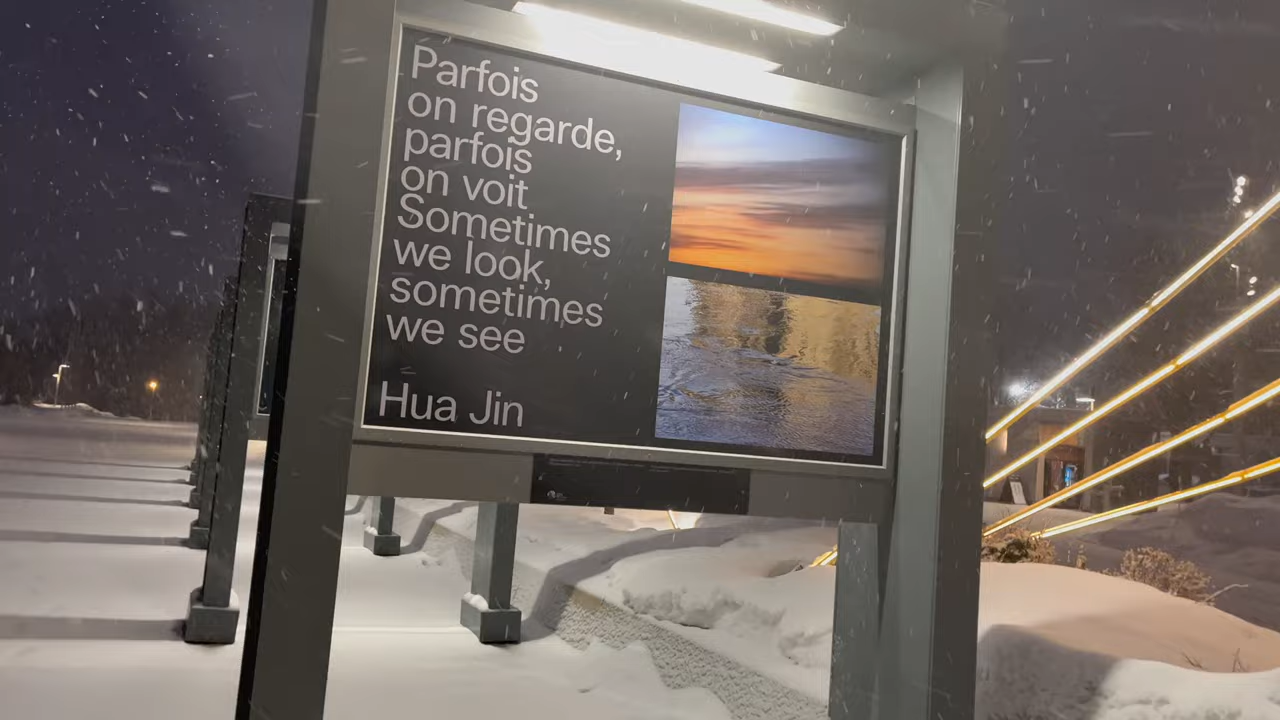 Parfois
on regarde,
parfois
on voit
Sometimes
we look,
sometimes
we see
Hua Jin